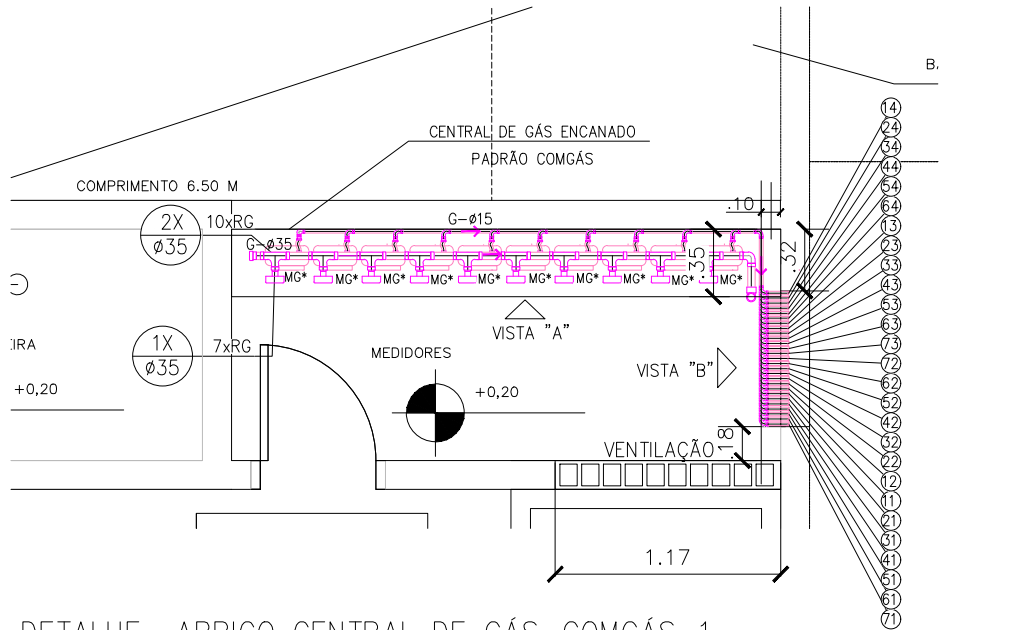 B.
14
24
34
44
54
64
13
23
33
43
53
63
73
72
62
52
42
32
22
12
11
21
31
41
51
61
71
CENTRAL DE GÁS ENCANADO
PADRÃO COMGÁS
COMPRIMENTO 6.50 M
2X
ø35
10xRG
G-ø35
G-ø15
.10
.32
.35
MG*
MG*
MG*
MG*
MG*
MG*
MG*
MG*
MG*
MG*
VISTA "A"
1X
ø35
7xRG
EIRA
MEDIDORES
VISTA "B"
+0,20
+0,20
VENTILAÇÃO
.18
1.17
DETALHE ABRIGO CENTRAL DE GÁS COMGÁS 1